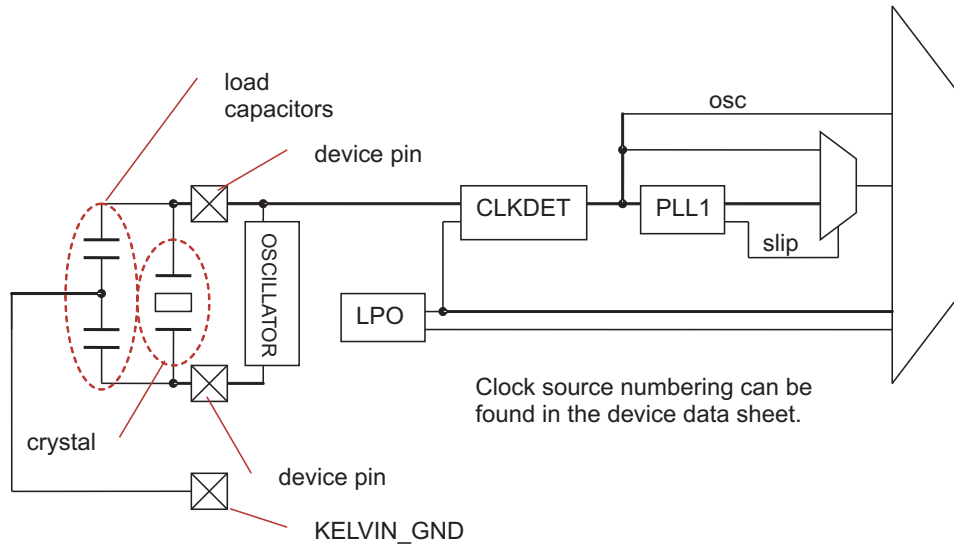 load
capacitors
device pin
osc
CLKDET
PLL1
slip
OSCILLATOR
LPO
Clock source numbering can be
found in the device data sheet.
crystal
device pin
KELVIN_GND